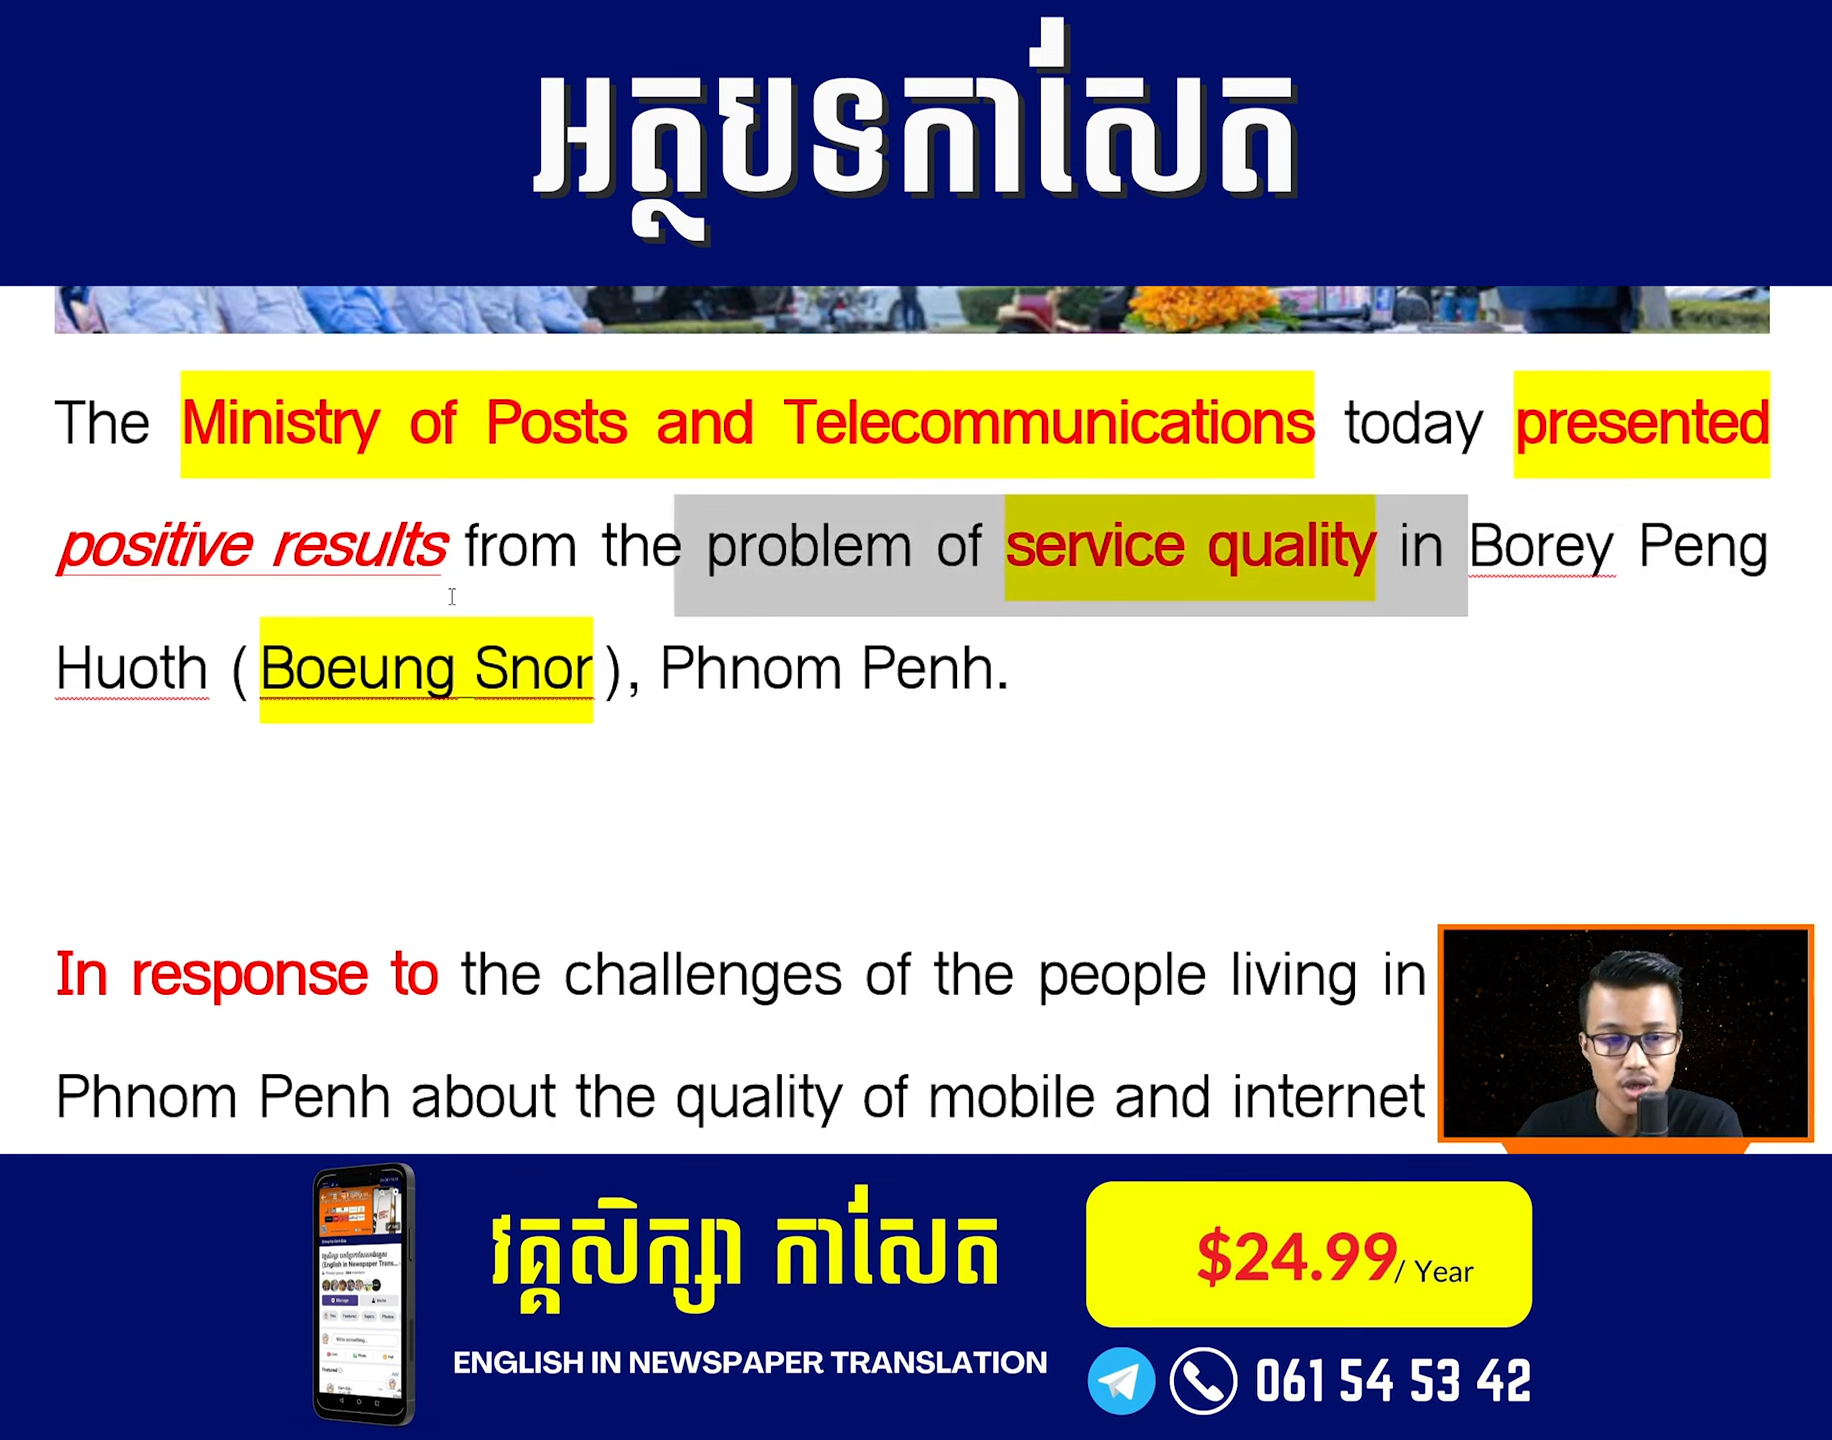 អត្ថបទកាសែត
The Ministry of Posts and Telecommunications today presented
positive results from the problem of service quality in Borey Peng
Huoth (Boeung Snor), Phnom Penh.
In response to the challenges of the people living in
Phnom Penh about the quality of mobile and internet
វគ្គសិក្សា កាសែត
ENGLISH IN NEWSPAPER TRANSLATION
$24.99/ Year
061 54 53 42